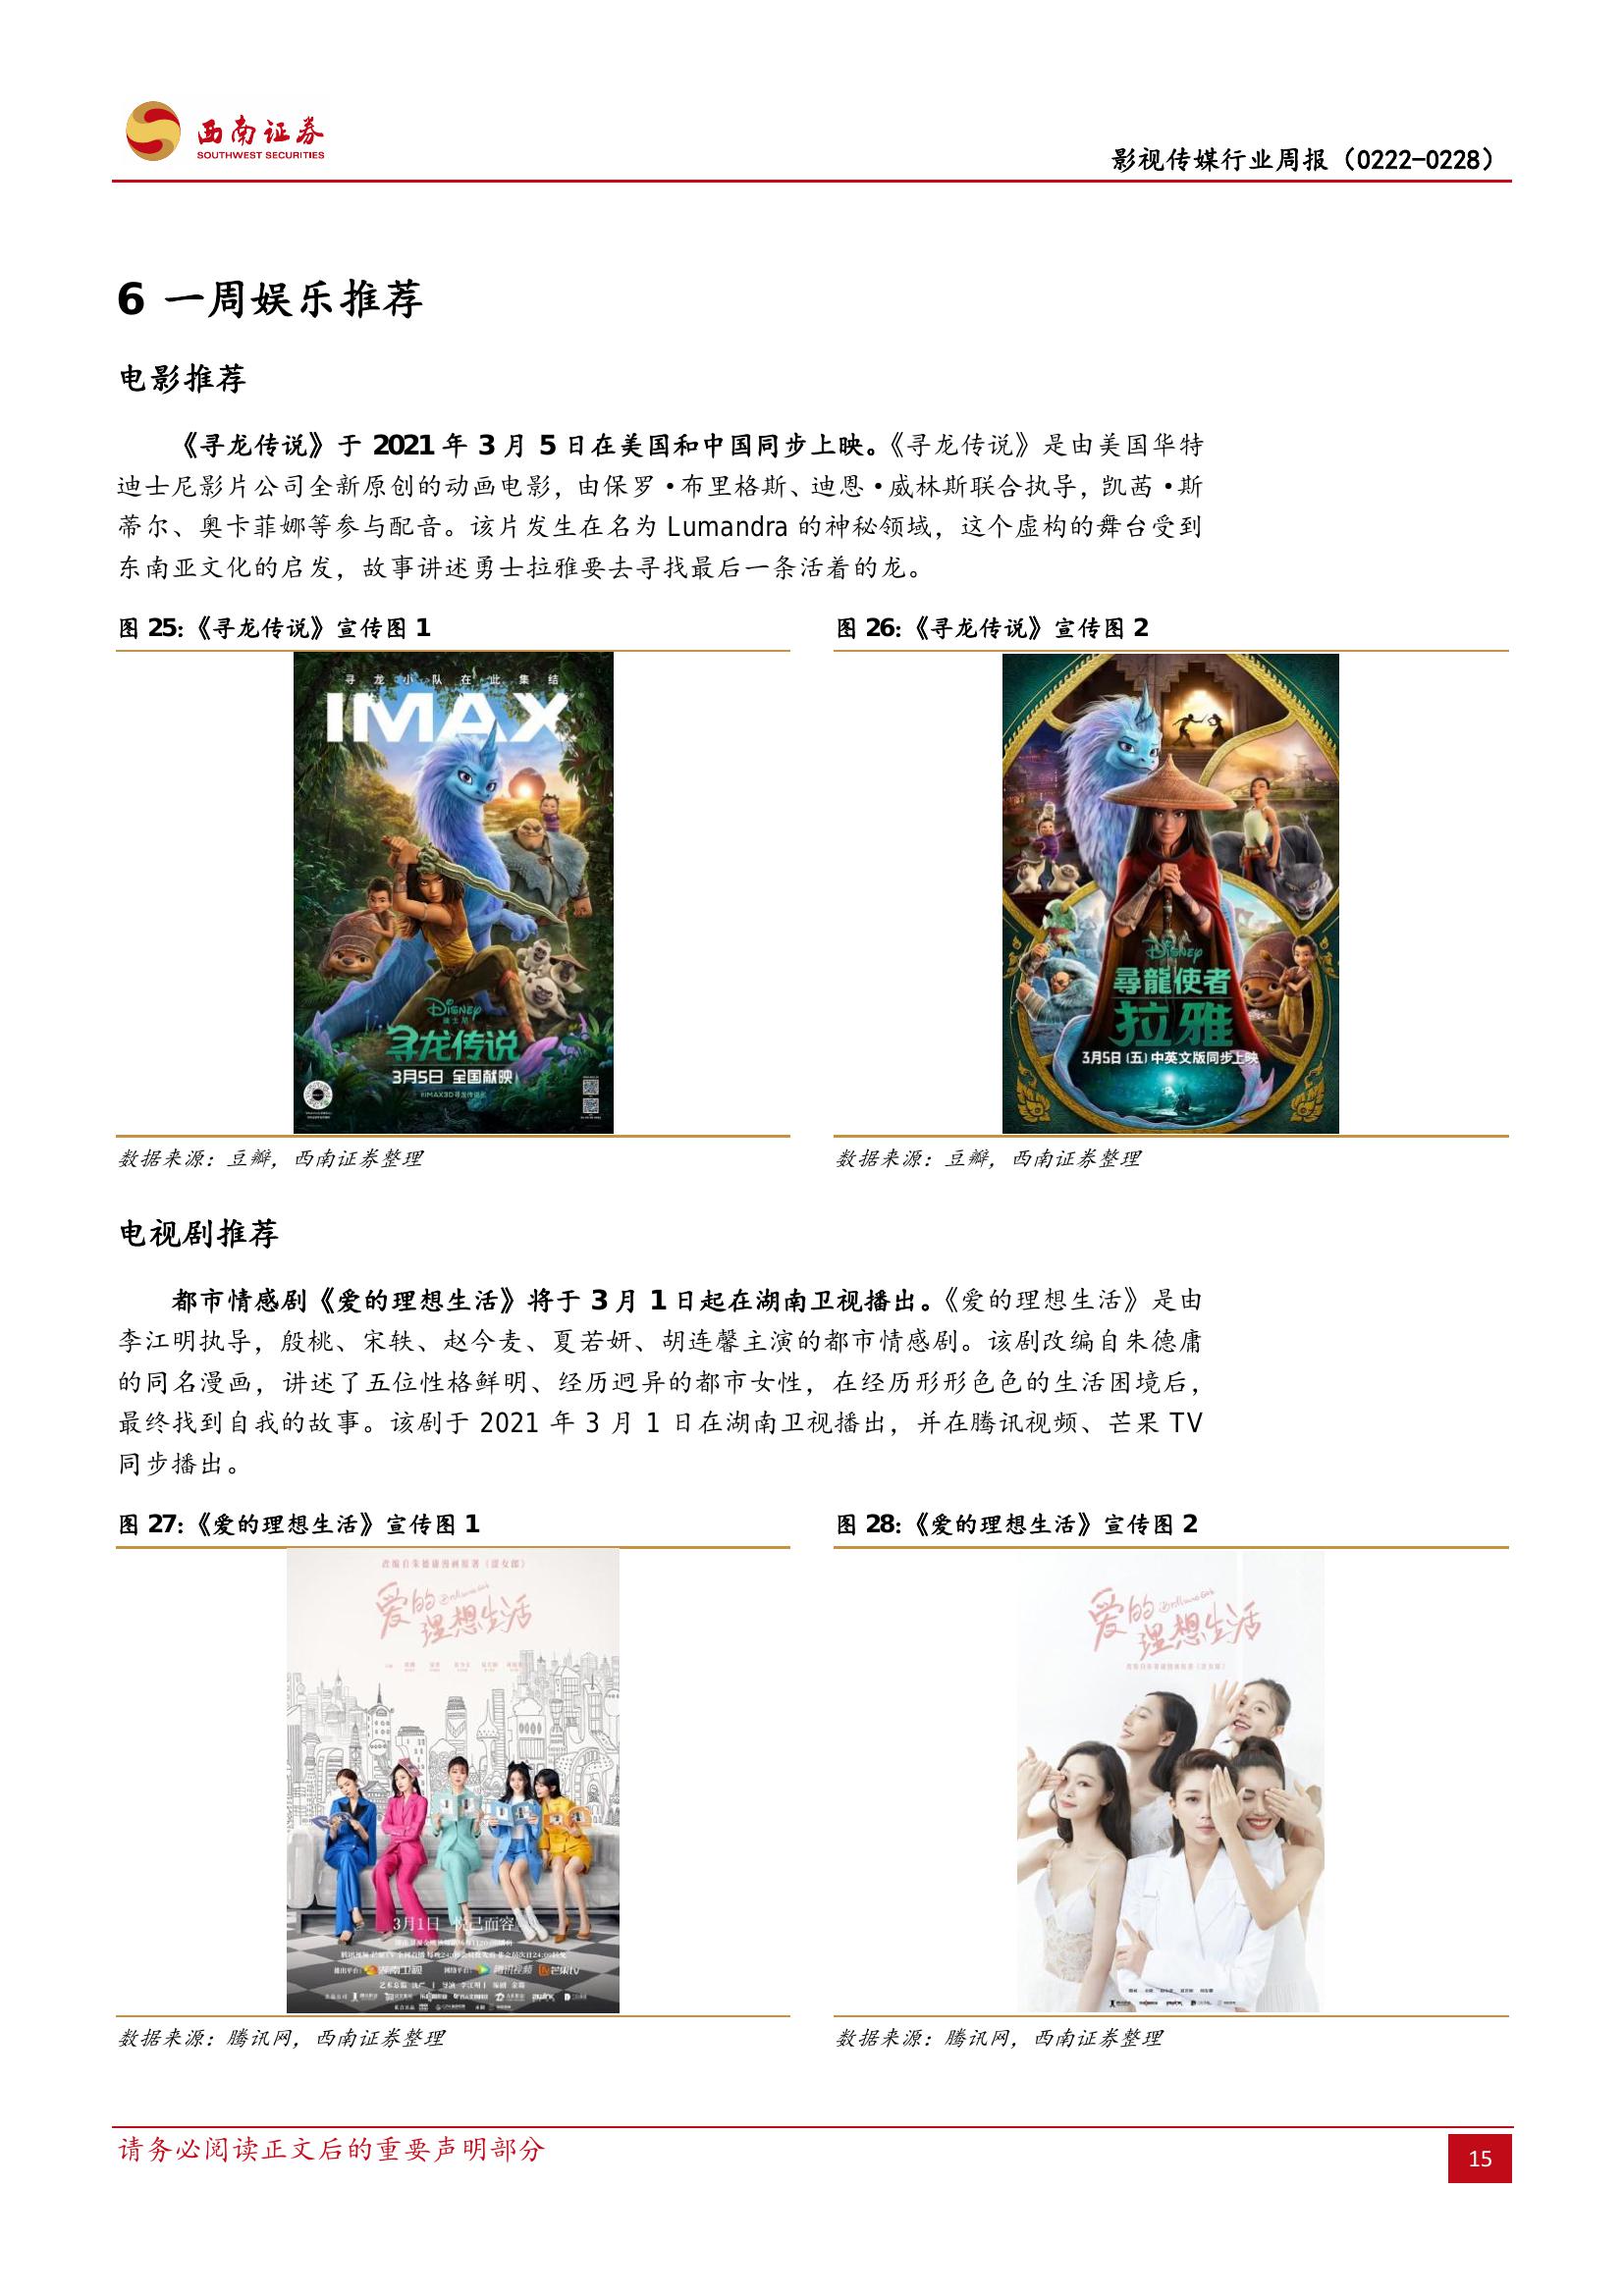 西南证券
SOUTHWEST SECURITIES
影视传媒行业周报（0222-0228）
6 一周娱乐推荐
电影推荐
《寻龙传说》于 2021 年 3 月 5 日在美国和中国同步上映。《寻龙传说》是由美国华特
迪士尼影片公司全新原创的动画电影，由保罗·布里格斯、迪恩·威林斯联合执导，凯茜·斯
蒂尔、奥卡菲娜等参与配音。该片发生在名为 Lumandra 的神秘领域，这个虚构的舞台受到
东南亚文化的启发，故事讲述勇士拉雅要去寻找最后一条活着的龙。
图 25：《寻龙传说》宣传图 1
寻龙小队在此集结
IMAX
Disney
迪士尼
寻龙传说
3月5日 全国献映
数据来源：豆瓣，西南证券整理
图 26：《寻龙传说》宣传图 2
Disney
尋龍使者
拉雅
3月5日（五）中英文版同步上映
数据来源：豆瓣，西南证券整理
电视剧推荐
都市情感剧《爱的理想生活》将于 3 月 1 日起在湖南卫视播出。《爱的理想生活》是由
李江明执导，殷桃、宋轶、赵今麦、夏若妍、胡连馨主演的都市情感剧。该剧改编自朱德庸
的同名漫画，讲述了五位性格鲜明、经历迥异的都市女性，在经历形形色色的生活困境后，
最终找到自我的故事。该剧于 2021 年 3 月 1 日在湖南卫视播出，并在腾讯视频、芒果 TV
同步播出。
图 27：《爱的理想生活》宣传图 1
改编自朱德庸漫画原著《涩女郎》
爱的
理想生活
3月1日 悦己而容
湖南卫视
腾讯视频
芒果TV
数据来源：腾讯网，西南证券整理
图 28：《爱的理想生活》宣传图 2
爱的
理想生活
数据来源：腾讯网，西南证券整理
请务必阅读正文后的重要声明部分
15